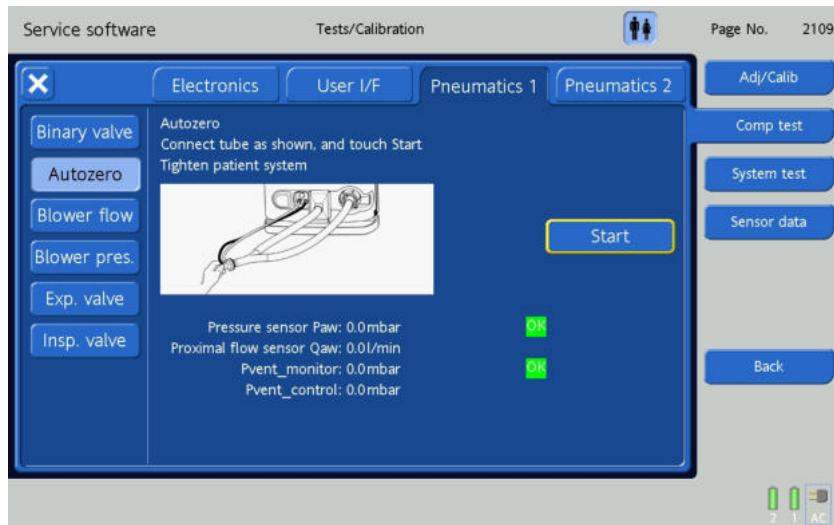 Service software
Tests/Calibration
Page No. 2109
Electronics
User I/F
Pneumatics 1
Pneumatics 2
Adj/Calib
Comp test
System test
Sensor data
Back
Binary valve
Autozero
Blower flow
Blower pres.
Exp. valve
Insp. valve
Autozero
Connect tube as shown, and touch Start
Tighten patient system
Start
Pressure sensor Paw: 0.0mbar OK
Proximal flow sensor Qaw: 0.0l/min
Pvent_monitor: 0.0mbar OK
Pvent_control: 0.0mbar
2 1 AC